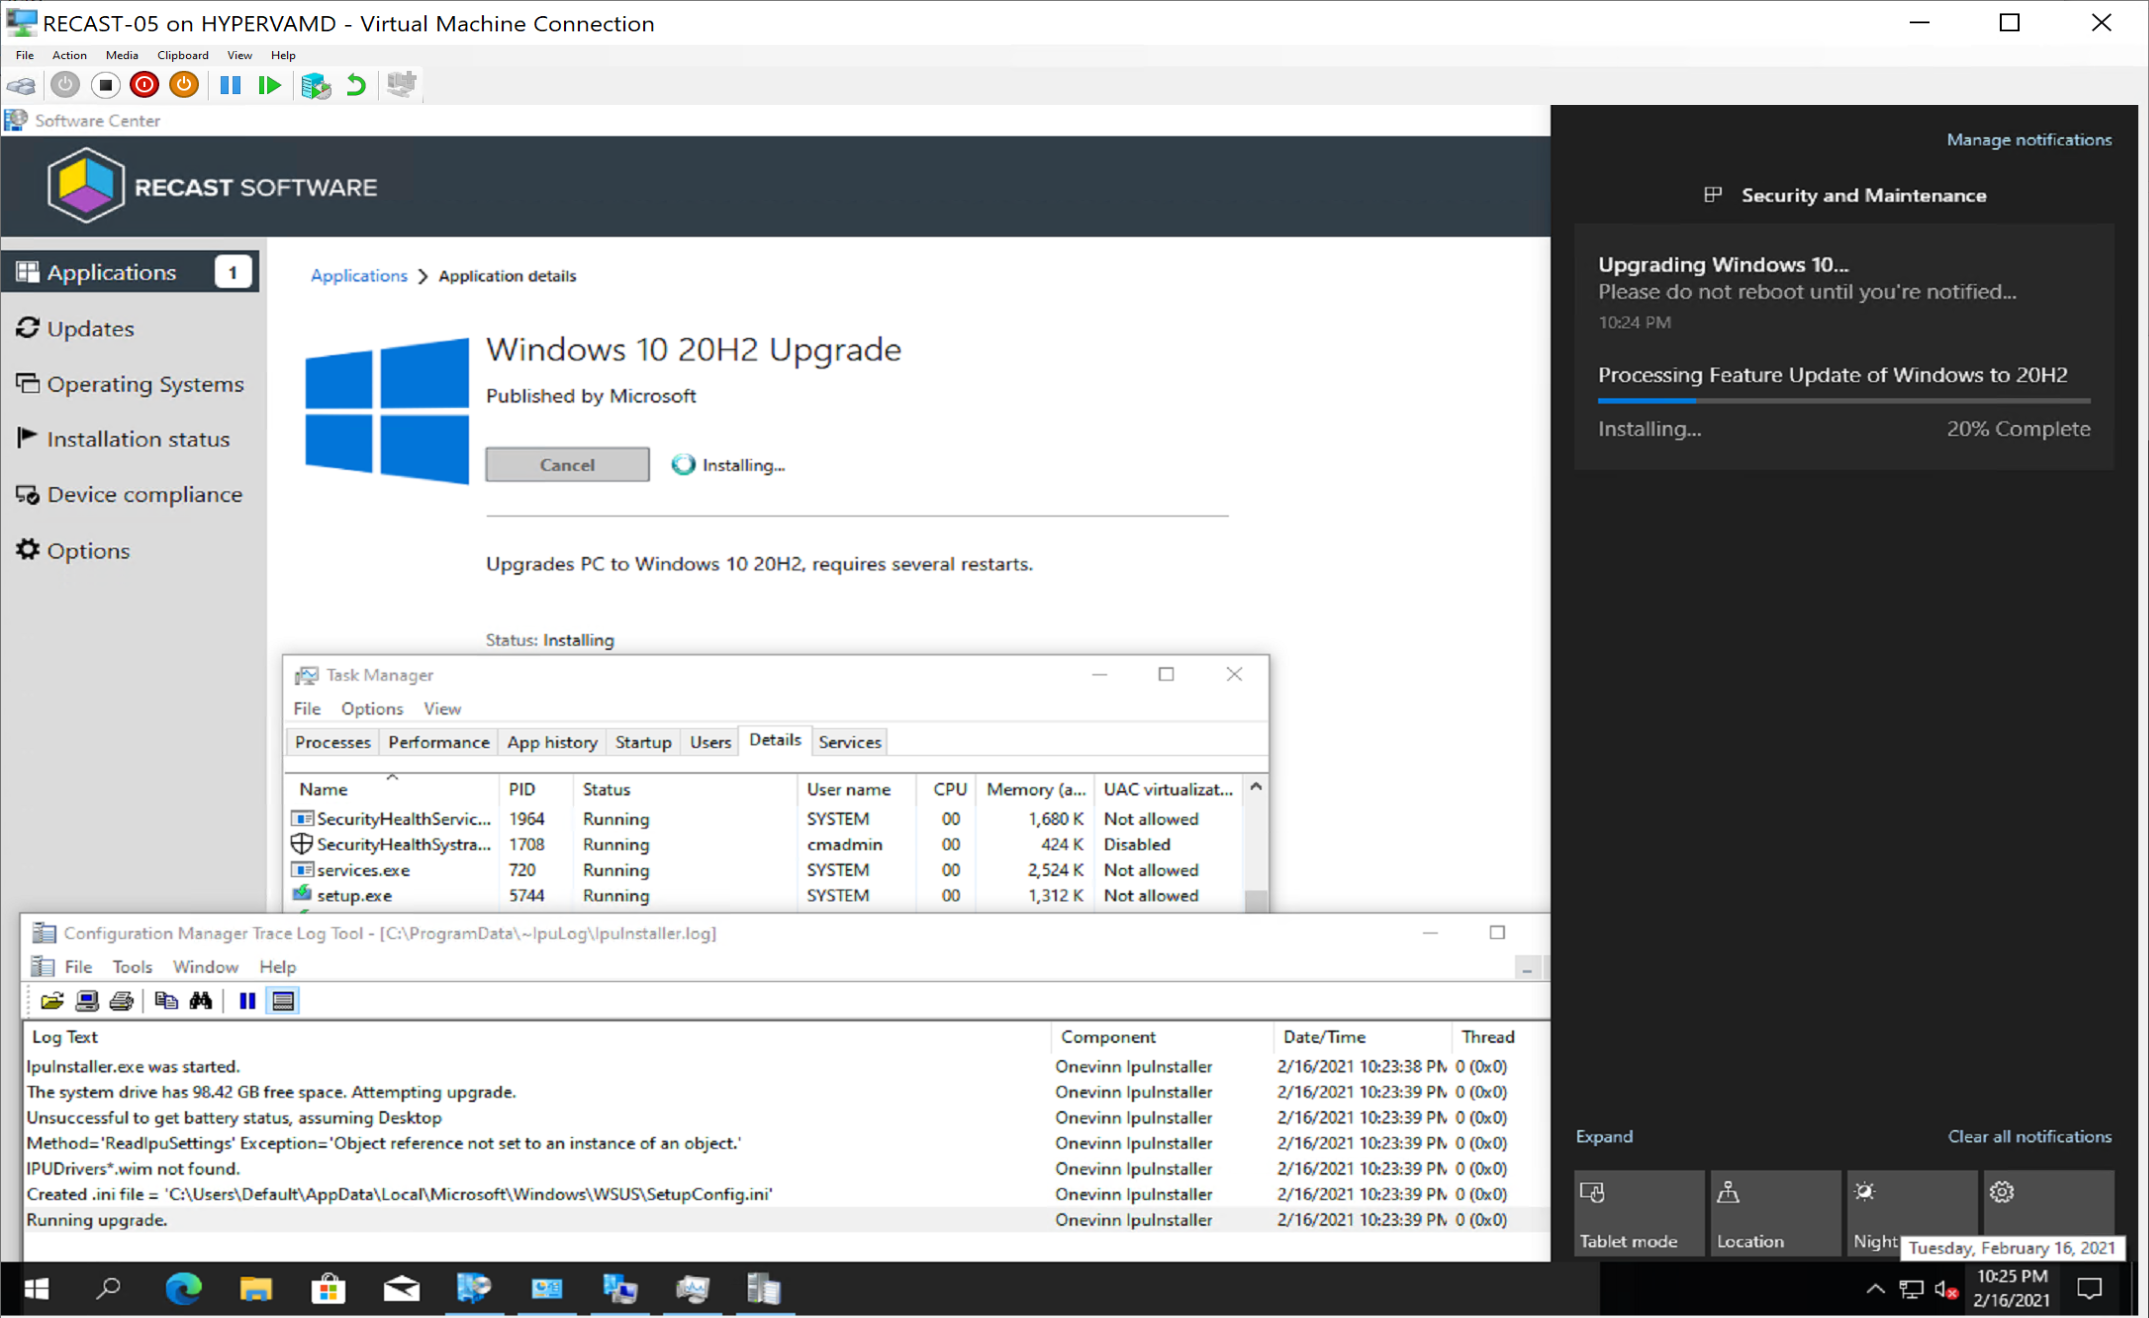 RECAST-05 on HYPERVAMD - Virtual Machine Connection
File Action Media Clipboard View Help
Software Center
RECAST SOFTWARE
Applications 1
Updates
Operating Systems
Installation status
Device compliance
Options
Applications > Application details
Windows 10 20H2 Upgrade
Published by Microsoft
Cancel Installing...
Upgrades PC to Windows 10 20H2, requires several restarts.
Status: Installing
Task Manager
File Options View
Processes Performance App history Startup Users Details Services
Name PID Status User name CPU Memory (a... UAC virtualizat...
SecurityHealthServic... 1964 Running SYSTEM 00 1,680 K Not allowed
SecurityHealthSystra... 1708 Running cmadmin 00 424 K Disabled
services.exe 720 Running SYSTEM 00 2,524 K Not allowed
setup.exe 5744 Running SYSTEM 00 1,312 K Not allowed
Configuration Manager Trace Log Tool - [C:\ProgramData\~IpuLog\IpuInstaller.log]
File Tools Window Help
Log Text Component Date/Time Thread
IpuInstaller.exe was started. Onevinn IpuInstaller 2/16/2021 10:23:38 PM 0 (0x0)
The system drive has 98.42 GB free space. Attempting upgrade. Onevinn IpuInstaller 2/16/2021 10:23:39 PM 0 (0x0)
Unsuccessful to get battery status, assuming Desktop Onevinn IpuInstaller 2/16/2021 10:23:39 PM 0 (0x0)
Method='ReadIpuSettings' Exception='Object reference not set to an instance of an object.' Onevinn IpuInstaller 2/16/2021 10:23:39 PM 0 (0x0)
IPUDrivers*.wim not found. Onevinn IpuInstaller 2/16/2021 10:23:39 PM 0 (0x0)
Created .ini file = 'C:\Users\Default\AppData\Local\Microsoft\Windows\WSUS\SetupConfig.ini' Onevinn IpuInstaller 2/16/2021 10:23:39 PM 0 (0x0)
Running upgrade. Onevinn IpuInstaller 2/16/2021 10:23:39 PM 0 (0x0)
Manage notifications
Security and Maintenance
Upgrading Windows 10...
Please do not reboot until you're notified...
10:24 PM
Processing Feature Update of Windows to 20H2
Installing... 20% Complete
Expand Clear all notifications
Tablet mode Location Night
Tuesday, February 16, 2021
10:25 PM
2/16/2021